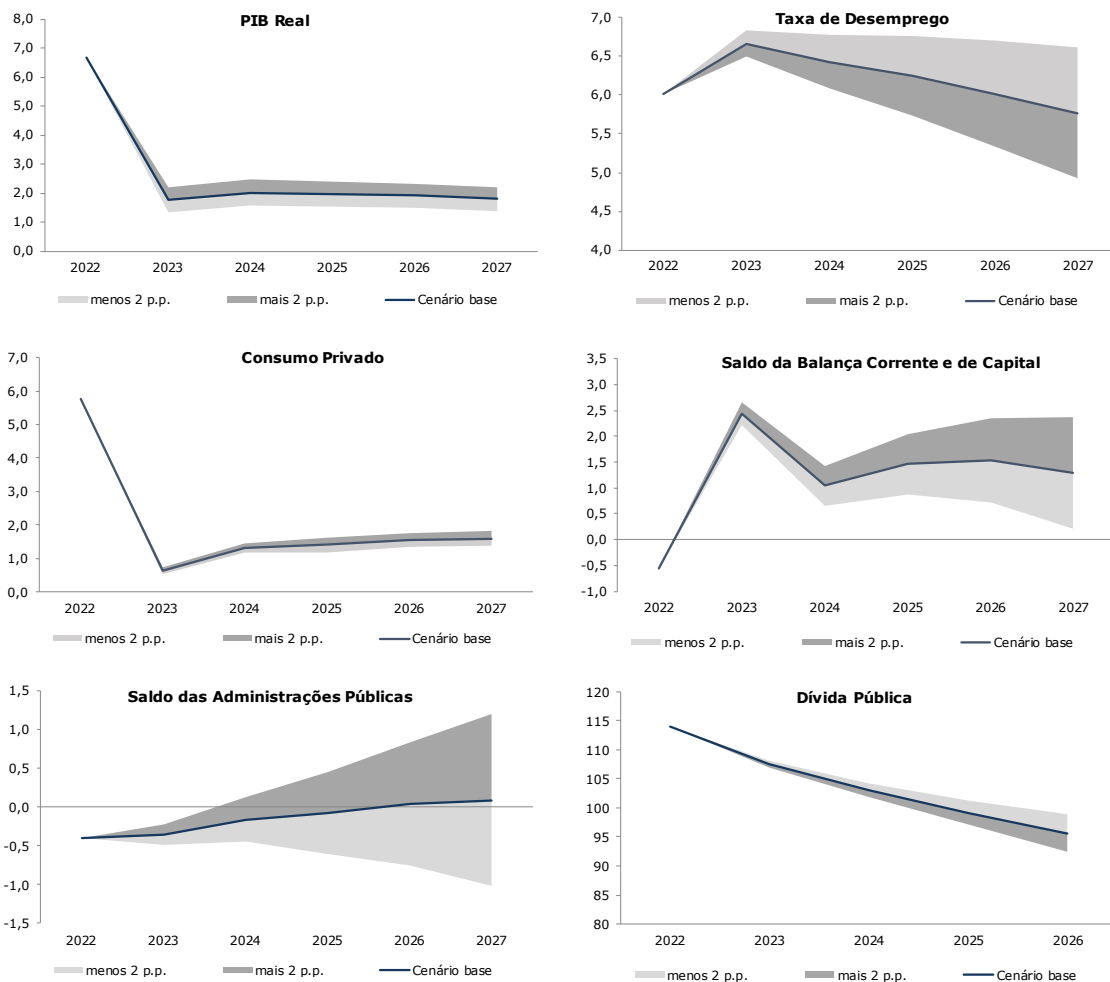 PIB Real
8,0
7,0
6,0
5,0
4,0
3,0
2,0
1,0
0,0
2022 2023 2024 2025 2026 2027
menos 2 p.p. mais 2 p.p. Cenário base
Taxa de Desemprego
7,0
6,5
6,0
5,5
5,0
4,5
4,0
2022 2023 2024 2025 2026 2027
menos 2 p.p. mais 2 p.p. Cenário base
Consumo Privado
7,0
6,0
5,0
4,0
3,0
2,0
1,0
0,0
2022 2023 2024 2025 2026 2027
menos 2 p.p. mais 2 p.p. Cenário base
Saldo da Balança Corrente e de Capital
3,5
3,0
2,5
2,0
1,5
1,0
0,5
0,0
-0,5
-1,0
2022 2023 2024 2025 2026 2027
menos 2 p.p. mais 2 p.p. Cenário base
Saldo das Administrações Públicas
1,5
1,0
0,5
0,0
-0,5
-1,0
-1,5
2022 2023 2024 2025 2026 2027
menos 2 p.p. mais 2 p.p. Cenário base
Dívida Pública
120
115
110
105
100
95
90
85
80
2022 2023 2024 2025 2026
menos 2 p.p. mais 2 p.p. Cenário base